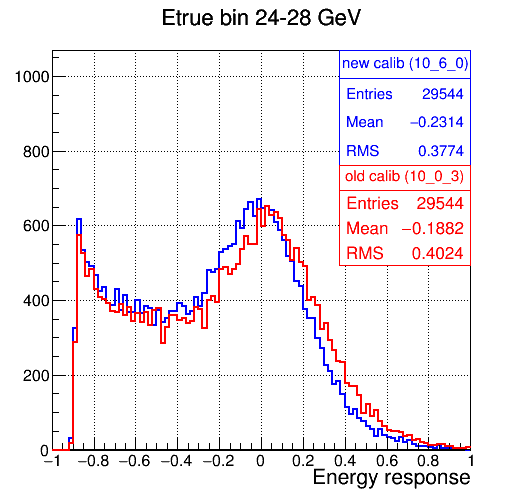 Etrue bin 24-28 GeV
new calib (10_6_0)
Entries 29544
Mean −0.2314
RMS 0.3774
old calib (10_0_3)
Entries 29544
Mean −0.1882
RMS 0.4024
1000
800
600
400
200
0
−1 −0.8 −0.6 −0.4 −0.2 0 0.2 0.4 0.6 0.8 1
Energy response